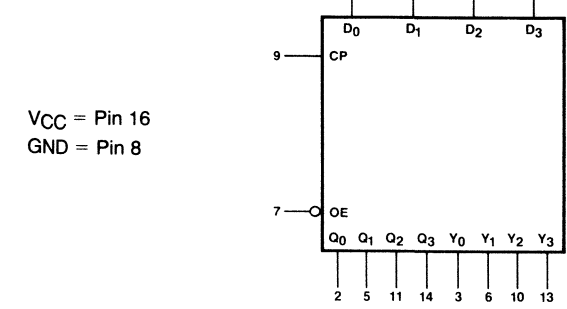 D0 D1 D2 D3
9 CP
VCC = Pin 16
GND = Pin 8
7 OE
Q0 Q1 Q2 Q3 Y0 Y1 Y2 Y3
2 5 11 14 3 6 10 13